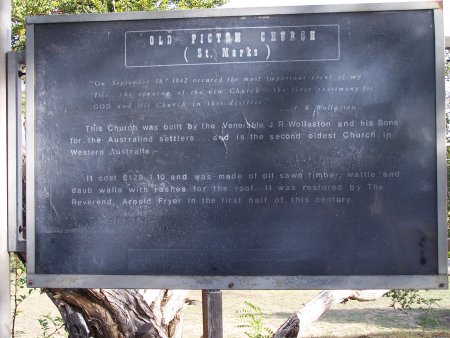 OLD PICTON CHURCH
( St. Marks )
"On September 18th 1842 occured the most important event of my
life, the opening of the new Church, the first testimony for
GOD and His Church in this district."
J. R. Wollaston
This Church was built by the Venerable J.R.Wollaston and his Sons
for the Australind settlers ... and is the second oldest Church in
Western Australia.
It cost £125.1.10 and was made of pit sawn timber, wattle and
daub walls with rushes for the roof. It was restored by The
Reverend, Arnold Fryer in the first half of this century.